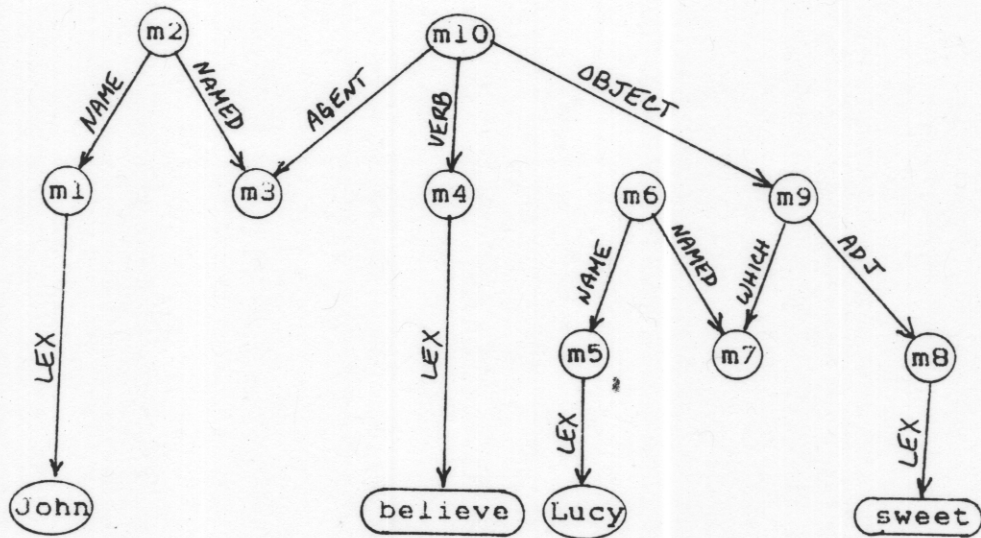 m2 m10
NAME NAMED AGENT VERB OBJECT
m1 m3 m4 m6 m9
NAME NAMED WHICH ADJ
LEX LEX m5 m7 m8
LEX LEX
John believe Lucy sweet